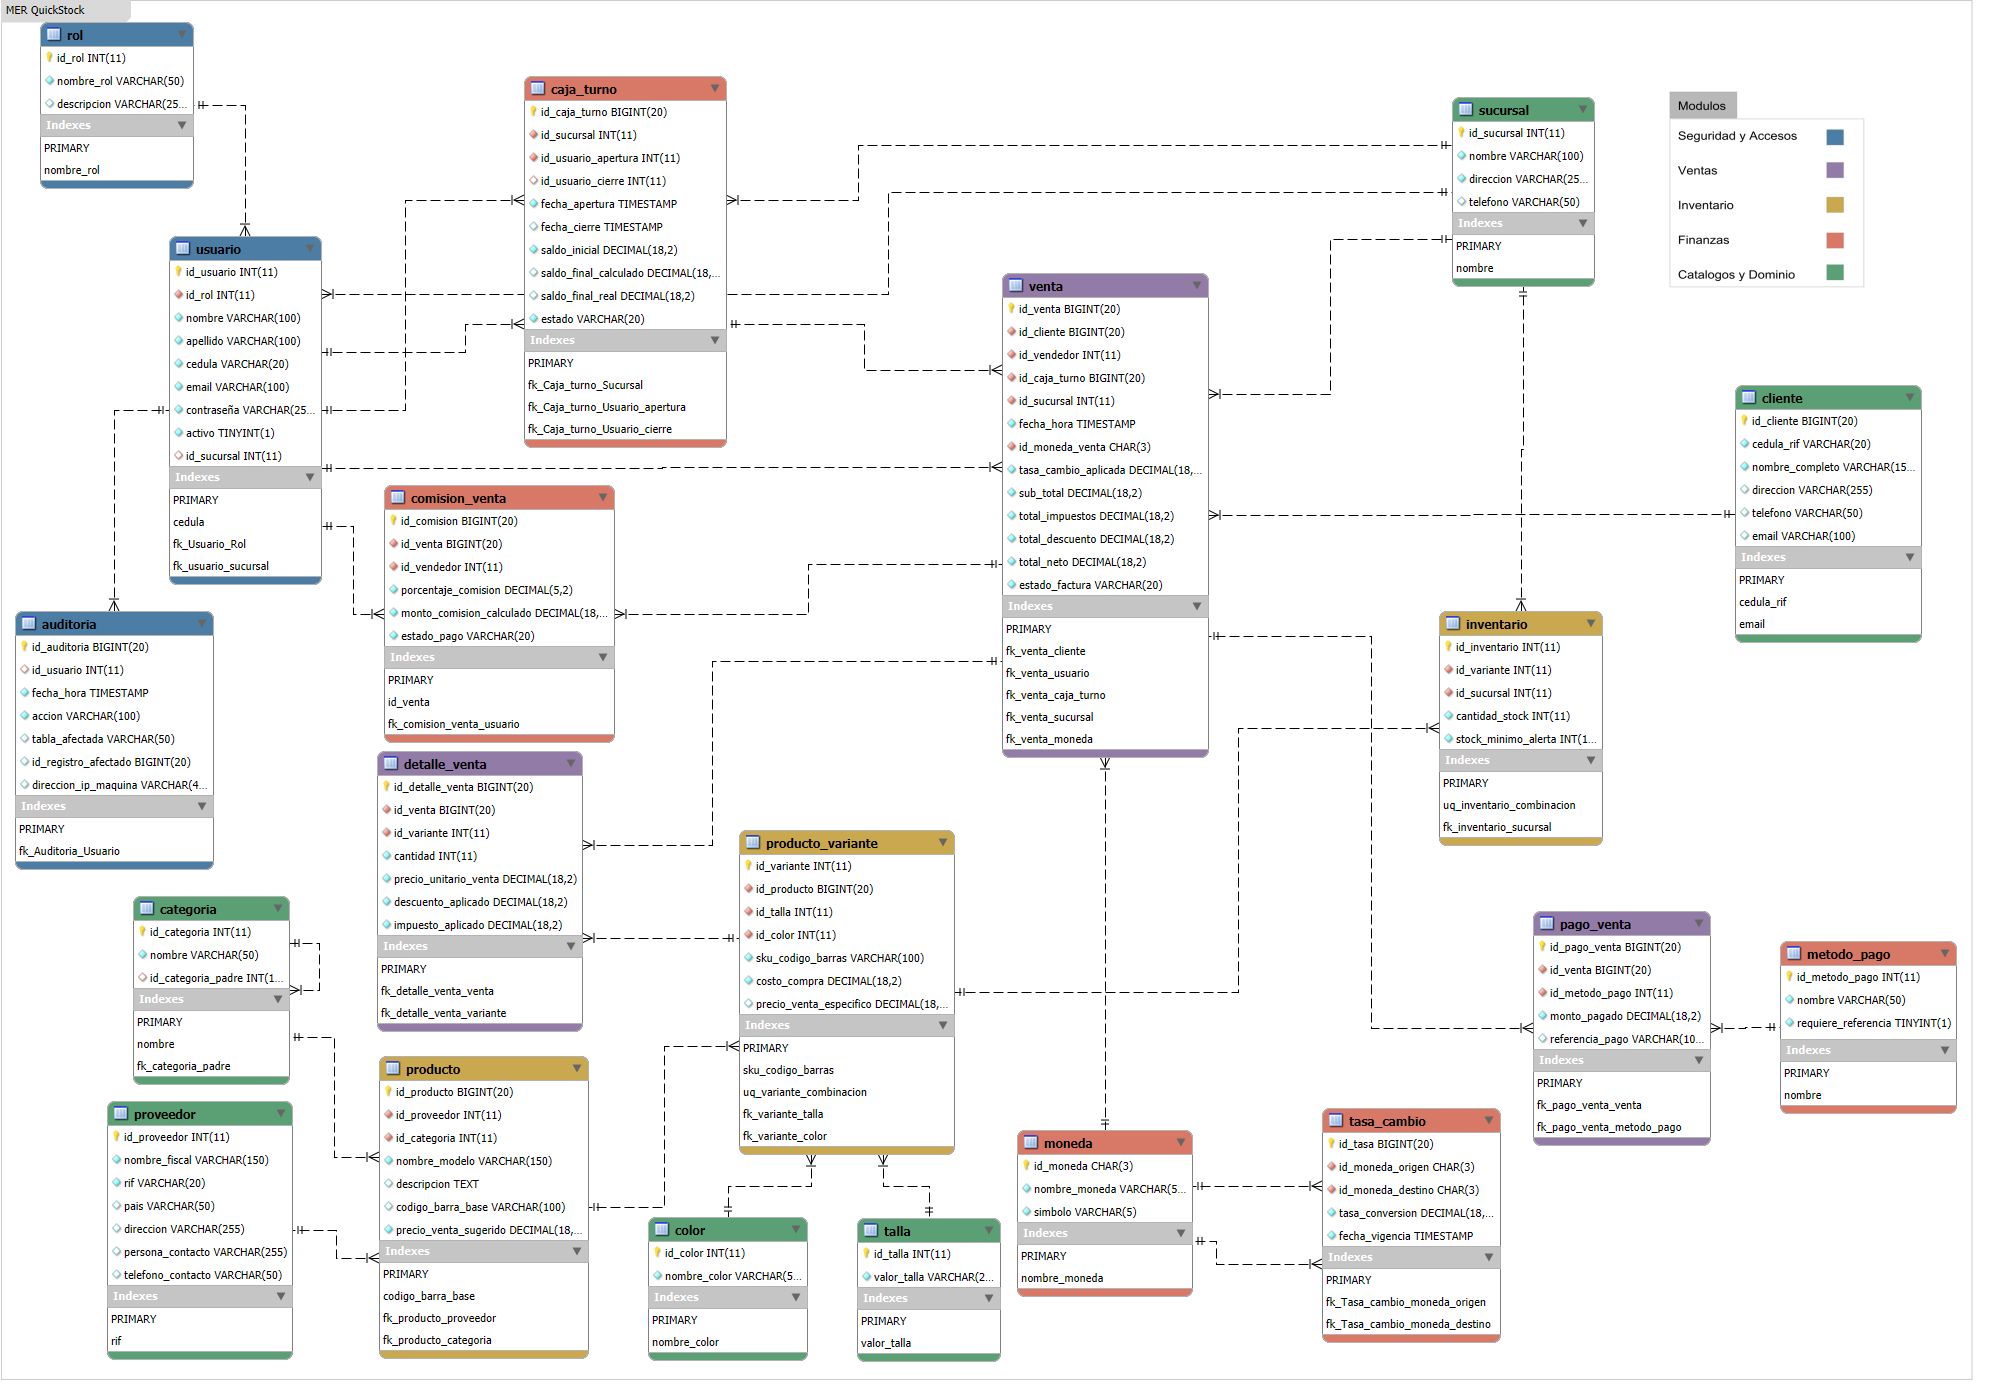 MER QuickStock
rol
id_rol INT(11)
nombre_rol VARCHAR(50)
descripcion VARCHAR(25...
Indexes
PRIMARY
nombre_rol
usuario
id_usuario INT(11)
id_rol INT(11)
nombre VARCHAR(100)
apellido VARCHAR(100)
cedula VARCHAR(20)
email VARCHAR(100)
contraseña VARCHAR(25...
activo TINYINT(1)
id_sucursal INT(11)
Indexes
PRIMARY
cedula
fk_Usuario_Rol
fk_usuario_sucursal
auditoria
id_auditoria BIGINT(20)
id_usuario INT(11)
fecha_hora TIMESTAMP
accion VARCHAR(100)
tabla_afectada VARCHAR(50)
id_registro_afectado BIGINT(20)
direccion_ip_maquina VARCHAR(4...
Indexes
PRIMARY
fk_Auditoria_Usuario
caja_turno
id_caja_turno BIGINT(20)
id_sucursal INT(11)
id_usuario_apertura INT(11)
id_usuario_cierre INT(11)
fecha_apertura TIMESTAMP
fecha_cierre TIMESTAMP
saldo_inicial DECIMAL(18,2)
saldo_final_calculado DECIMAL(18,...
saldo_final_real DECIMAL(18,2)
estado VARCHAR(20)
Indexes
PRIMARY
fk_Caja_turno_Sucursal
fk_Caja_turno_Usuario_apertura
fk_Caja_turno_Usuario_cierre
comision_venta
id_comision BIGINT(20)
id_venta BIGINT(20)
id_vendedor INT(11)
porcentaje_comision DECIMAL(5,2)
monto_comision_calculado DECIMAL(18,...
estado_pago VARCHAR(20)
Indexes
PRIMARY
id_venta
fk_comision_venta_usuario
detalle_venta
id_detalle_venta BIGINT(20)
id_venta BIGINT(20)
id_variante INT(11)
cantidad INT(11)
precio_unitario_venta DECIMAL(18,2)
descuento_aplicado DECIMAL(18,2)
impuesto_aplicado DECIMAL(18,2)
Indexes
PRIMARY
fk_detalle_venta_venta
fk_detalle_venta_variante
categoria
id_categoria INT(11)
nombre VARCHAR(50)
id_categoria_padre INT(1...
Indexes
PRIMARY
nombre
fk_categoria_padre
proveedor
id_proveedor INT(11)
nombre_fiscal VARCHAR(150)
rif VARCHAR(20)
pais VARCHAR(50)
direccion VARCHAR(255)
persona_contacto VARCHAR(255)
telefono_contacto VARCHAR(50)
Indexes
PRIMARY
rif
producto
id_producto BIGINT(20)
id_proveedor INT(11)
id_categoria INT(11)
nombre_modelo VARCHAR(150)
descripcion TEXT
codigo_barra_base VARCHAR(100)
precio_venta_sugerido DECIMAL(18,...
Indexes
PRIMARY
codigo_barra_base
fk_producto_proveedor
fk_producto_categoria
producto_variante
id_variante INT(11)
id_producto BIGINT(20)
id_talla INT(11)
id_color INT(11)
sku_codigo_barras VARCHAR(100)
costo_compra DECIMAL(18,2)
precio_venta_especifico DECIMAL(18,...
Indexes
PRIMARY
sku_codigo_barras
uq_variante_combinacion
fk_variante_talla
fk_variante_color
color
id_color INT(11)
nombre_color VARCHAR(5...
Indexes
PRIMARY
nombre_color
talla
id_talla INT(11)
valor_talla VARCHAR(2...
Indexes
PRIMARY
valor_talla
venta
id_venta BIGINT(20)
id_cliente BIGINT(20)
id_vendedor INT(11)
id_caja_turno BIGINT(20)
id_sucursal INT(11)
fecha_hora TIMESTAMP
id_moneda_venta CHAR(3)
tasa_cambio_aplicada DECIMAL(18,...
sub_total DECIMAL(18,2)
total_impuestos DECIMAL(18,2)
total_descuento DECIMAL(18,2)
total_neto DECIMAL(18,2)
estado_factura VARCHAR(20)
Indexes
PRIMARY
fk_venta_cliente
fk_venta_usuario
fk_venta_caja_turno
fk_venta_sucursal
fk_venta_moneda
moneda
id_moneda CHAR(3)
nombre_moneda VARCHAR(5...
simbolo VARCHAR(5)
Indexes
PRIMARY
nombre_moneda
tasa_cambio
id_tasa BIGINT(20)
id_moneda_origen CHAR(3)
id_moneda_destino CHAR(3)
tasa_conversion DECIMAL(18,...
fecha_vigencia TIMESTAMP
Indexes
PRIMARY
fk_Tasa_cambio_moneda_origen
fk_Tasa_cambio_moneda_destino
sucursal
id_sucursal INT(11)
nombre VARCHAR(100)
direccion VARCHAR(25...
telefono VARCHAR(50)
Indexes
PRIMARY
nombre
Modulos
Seguridad y Accesos
Ventas
Inventario
Finanzas
Catalogos y Dominio
cliente
id_cliente BIGINT(20)
cedula_rif VARCHAR(20)
nombre_completo VARCHAR(15...
direccion VARCHAR(255)
telefono VARCHAR(50)
email VARCHAR(100)
Indexes
PRIMARY
cedula_rif
email
inventario
id_inventario INT(11)
id_variante INT(11)
id_sucursal INT(11)
cantidad_stock INT(11)
stock_minimo_alerta INT(1...
Indexes
PRIMARY
uq_inventario_combinacion
fk_inventario_sucursal
pago_venta
id_pago_venta BIGINT(20)
id_venta BIGINT(20)
id_metodo_pago INT(11)
monto_pagado DECIMAL(18,2)
referencia_pago VARCHAR(10...
Indexes
PRIMARY
fk_pago_venta_venta
fk_pago_venta_metodo_pago
metodo_pago
id_metodo_pago INT(11)
nombre VARCHAR(50)
requiere_referencia TINYINT(1)
Indexes
PRIMARY
nombre